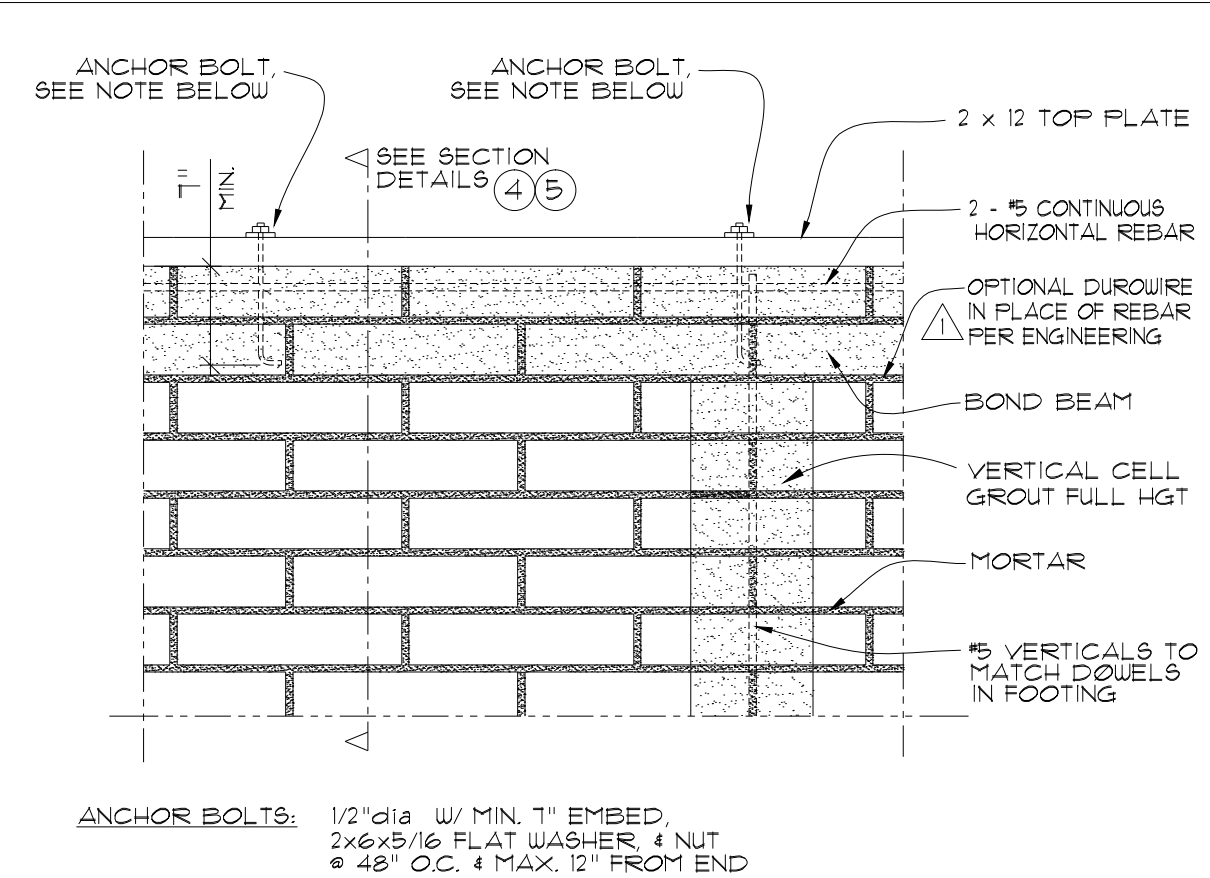 ANCHOR BOLT,
SEE NOTE BELOW
ANCHOR BOLT,
SEE NOTE BELOW
2 x 12 TOP PLATE
SEE SECTION
DETAILS 4 5
7"
MIN.
2 - #5 CONTINUOUS
HORIZONTAL REBAR
OPTIONAL DUROWIRE
IN PLACE OF REBAR
1 PER ENGINEERING
BOND BEAM
VERTICAL CELL
GROUT FULL HGT
MORTAR
#5 VERTICALS TO
MATCH DOWELS
IN FOOTING
ANCHOR BOLTS: 1/2"dia W/ MIN. 7" EMBED,
2x6x5/16 FLAT WASHER, & NUT
@ 48" O.C. & MAX. 12" FROM END